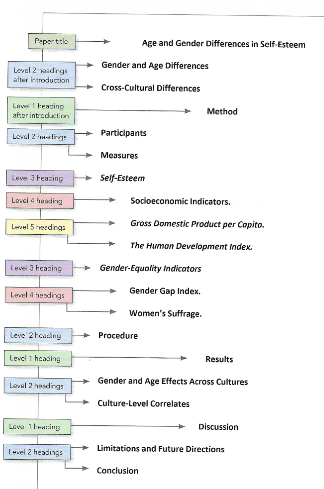 Paper title
Age and Gender Differences in Self-Esteem
Level 2 headings
after introduction
Gender and Age Differences
Cross-Cultural Differences
Level 1 heading
after introduction
Method
Level 2 headings
Participants
Measures
Level 3 heading
Self-Esteem
Level 4 heading
Socioeconomic Indicators.
Level 5 headings
Gross Domestic Product per Capita.
The Human Development Index.
Level 3 heading
Gender-Equality Indicators
Level 4 headings
Gender Gap Index.
Women's Suffrage.
Level 2 heading
Procedure
Level 1 heading
Results
Level 2 headings
Gender and Age Effects Across Cultures
Culture-Level Correlates
Level 1 heading
Discussion
Level 2 headings
Limitations and Future Directions
Conclusion